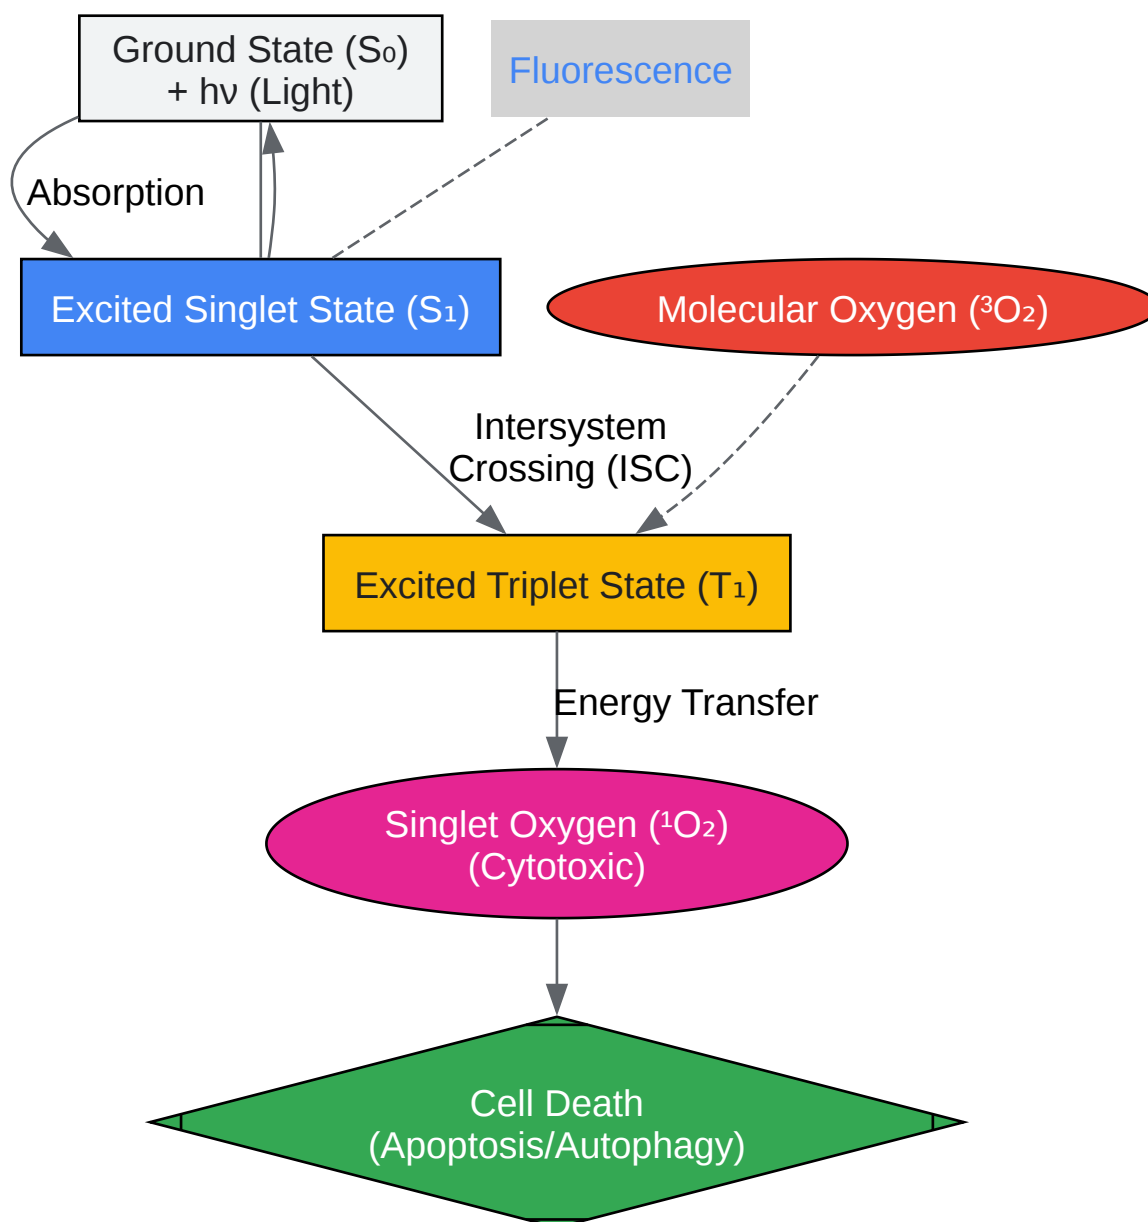 Ground State (S₀)
+ hν (Light)
Fluorescence
Absorption
Excited Singlet State (S₁)
Molecular Oxygen (³O₂)
Intersystem
Crossing (ISC)
Excited Triplet State (T₁)
Energy Transfer
Singlet Oxygen (¹O₂)
(Cytotoxic)
Cell Death
(Apoptosis/Autophagy)